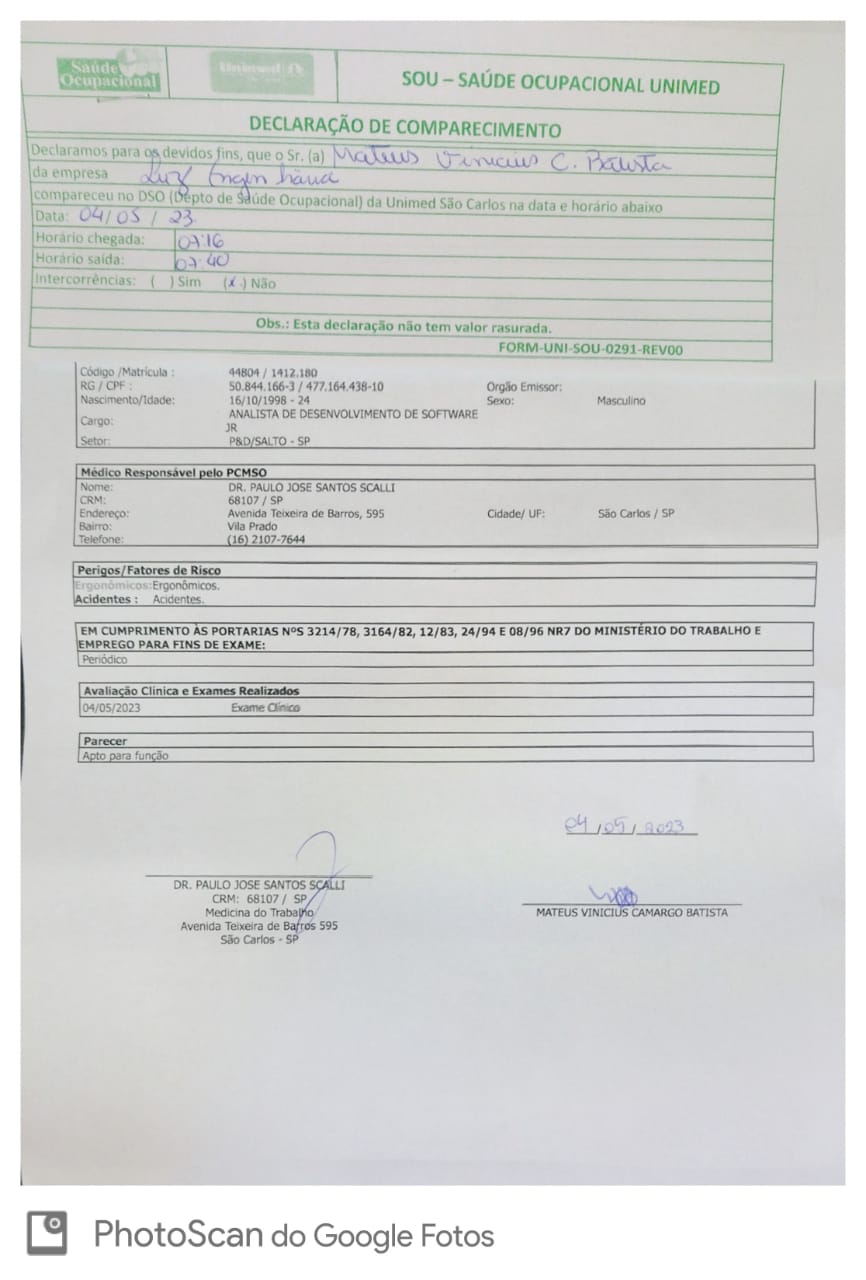 Saúde
Ocupacional
Unimed
SOU – SAÚDE OCUPACIONAL UNIMED
DECLARAÇÃO DE COMPARECIMENTO
Declaramos para os devidos fins, que o Sr. (a) Mateus Vinicius C. Batista
da empresa Luz Engenharia
compareceu no DSO (Depto de Saúde Ocupacional) da Unimed São Carlos na data e horário abaixo
Data: 04/05/23
Horário chegada: 07:16
Horário saída: 07:40
Intercorrências: ( ) Sim (x) Não
Obs.: Esta declaração não tem valor rasurada.
FORM-UNI-SOU-0291-REV00
Código /Matrícula : 44804 / 1412.180
RG / CPF : 50.844.166-3 / 477.164.438-10 Orgão Emissor:
Nascimento/Idade: 16/10/1998 - 24 Sexo: Masculino
Cargo: ANALISTA DE DESENVOLVIMENTO DE SOFTWARE
JR
Setor: P&D/SALTO - SP
Médico Responsável pelo PCMSO
Nome: DR. PAULO JOSE SANTOS SCALLI
CRM: 68107 / SP
Endereço: Avenida Teixeira de Barros, 595 Cidade/ UF: São Carlos / SP
Bairro: Vila Prado
Telefone: (16) 2107-7644
Perigos/Fatores de Risco
Ergonômicos:Ergonômicos.
Acidentes : Acidentes.
EM CUMPRIMENTO ÀS PORTARIAS NºS 3214/78, 3164/82, 12/83, 24/94 E 08/96 NR7 DO MINISTÉRIO DO TRABALHO E
EMPREGO PARA FINS DE EXAME:
Periódico
Avaliação Clínica e Exames Realizados
04/05/2023 Exame Clínico
Parecer
Apto para função
04/05/2023
DR. PAULO JOSE SANTOS SCALLI
CRM: 68107 / SP
Medicina do Trabalho
Avenida Teixeira de Barros 595
São Carlos - SP
MATEUS VINICIUS CAMARGO BATISTA
PhotoScan do Google Fotos